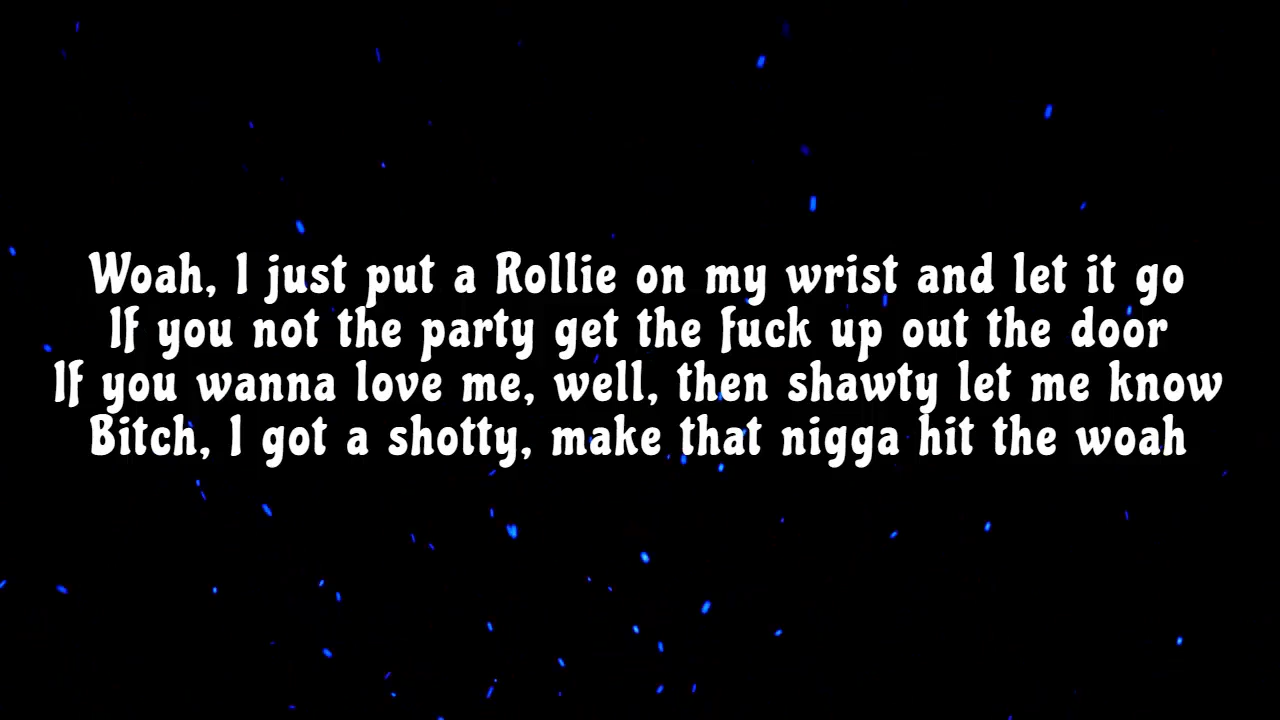 Woah, I just put a Rollie on my wrist and let it go
If you not the party get the fuck up out the door
If you wanna love me, well, then shawty let me know
Bitch, I got a shotty, make that nigga hit the woah